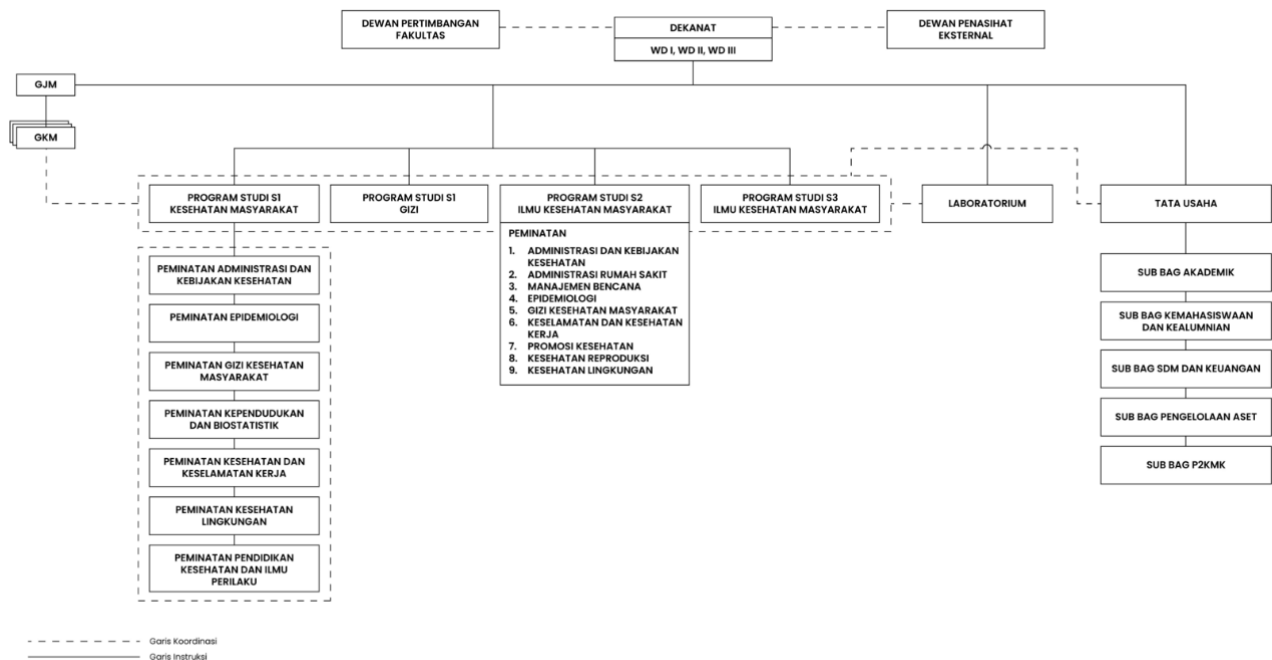 DEWAN PERTIMBANGAN
FAKULTAS
DEKANAT
WD I, WD II, WD III
DEWAN PENASIHAT
EKSTERNAL
GJM
GKM
PROGRAM STUDI S1
KESEHATAN MASYARAKAT
PROGRAM STUDI S1
GIZI
PROGRAM STUDI S2
ILMU KESEHATAN MASYARAKAT
PROGRAM STUDI S3
ILMU KESEHATAN MASYARAKAT
LABORATORIUM
TATA USAHA
PEMINATAN ADMINISTRASI DAN
KEBIJAKAN KESEHATAN
PEMINATAN EPIDEMIOLOGI
PEMINATAN GIZI KESEHATAN
MASYARAKAT
PEMINATAN KEPENDUDUKAN
DAN BIOSTATISTIK
PEMINATAN KESEHATAN DAN
KESELAMATAN KERJA
PEMINATAN KESEHATAN
LINGKUNGAN
PEMINATAN PENDIDIKAN
KESEHATAN DAN ILMU
PERILAKU
PEMINATAN
1. ADMINISTRASI DAN KEBIJAKAN
KESEHATAN
2. ADMINISTRASI RUMAH SAKIT
3. MANAJEMEN BENCANA
4. EPIDEMIOLOGI
5. GIZI KESEHATAN MASYARAKAT
6. KESELAMATAN DAN KESEHATAN
KERJA
7. PROMOSI KESEHATAN
8. KESEHATAN REPRODUKSI
9. KESEHATAN LINGKUNGAN
SUB BAG AKADEMIK
SUB BAG KEMAHASISWAAN
DAN KEALUMNIAN
SUB BAG SDM DAN KEUANGAN
SUB BAG PENGELOLAAN ASET
SUB BAG P2KMK
Garis Koordinasi
Garis Instruksi